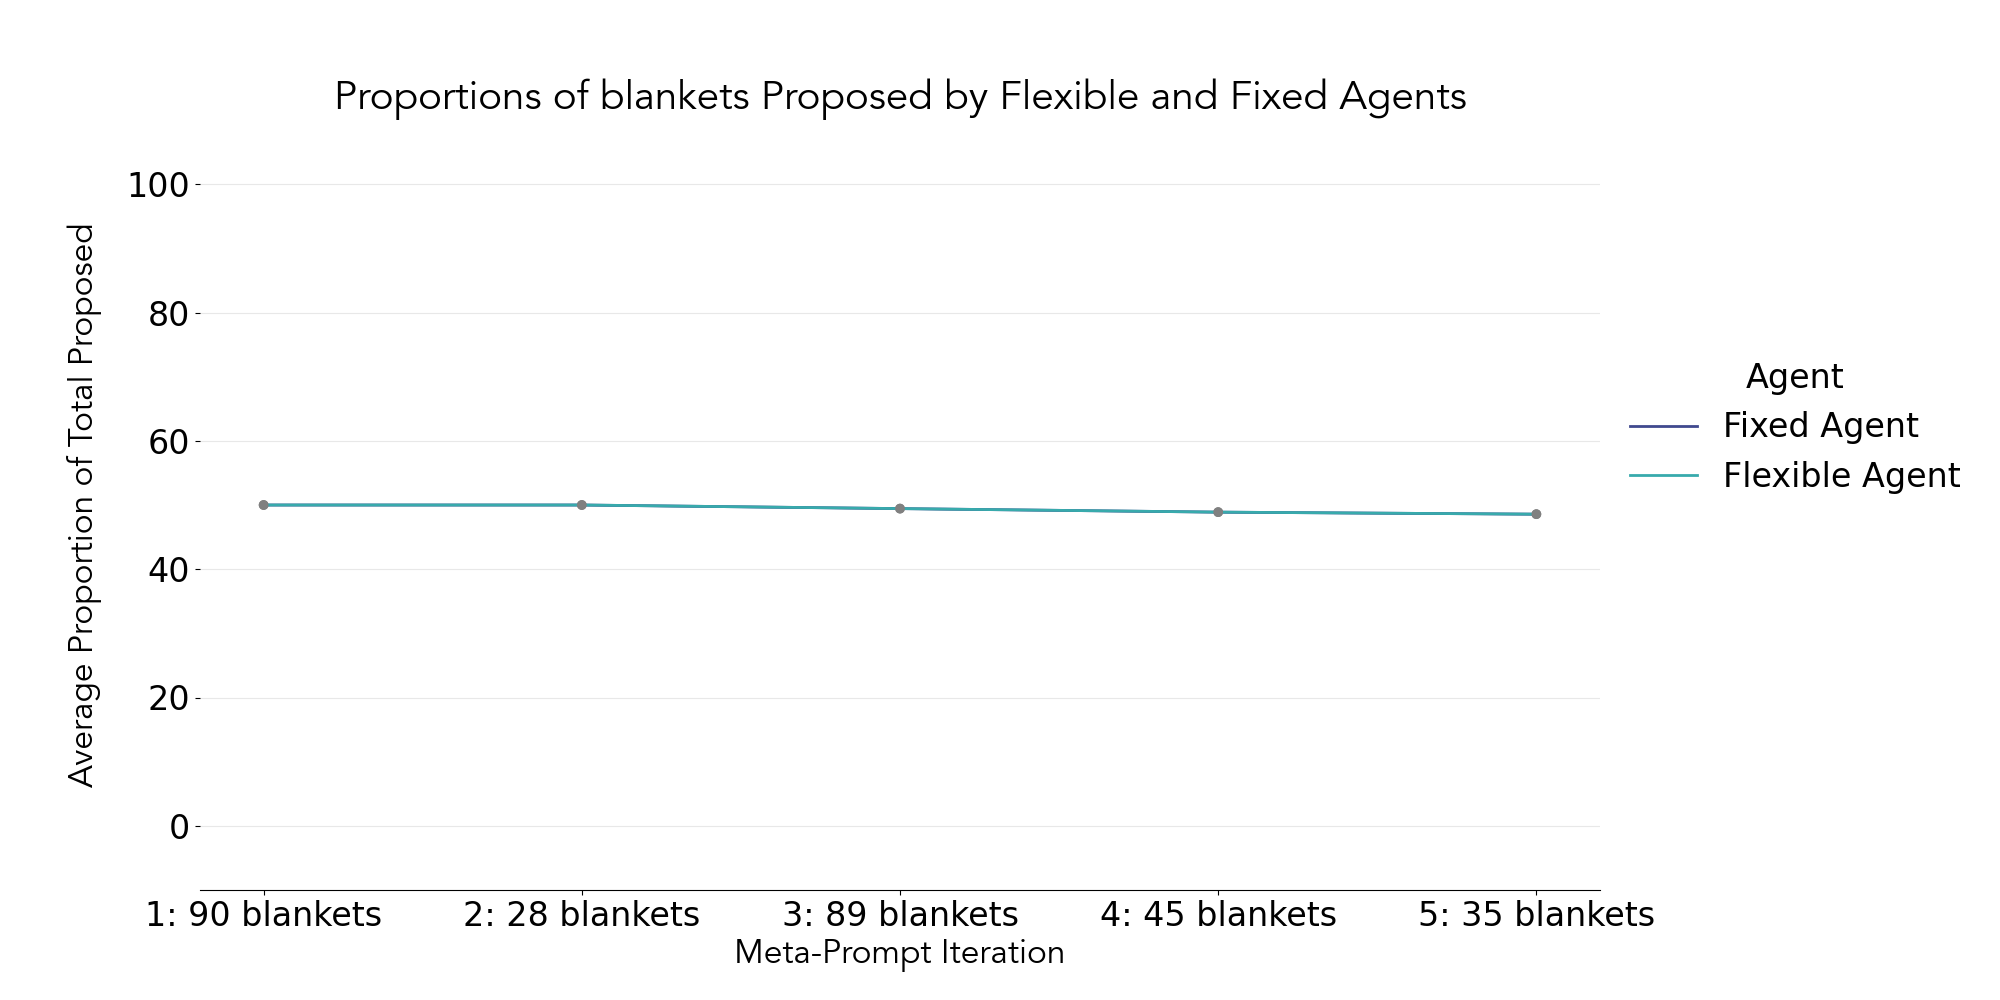 Proportions of blankets Proposed by Flexible and Fixed Agents
Average Proportion of Total Proposed
100
80
60
40
20
0
1: 90 blankets
2: 28 blankets
3: 89 blankets
4: 45 blankets
5: 35 blankets
Meta-Prompt Iteration
Agent
Fixed Agent
Flexible Agent